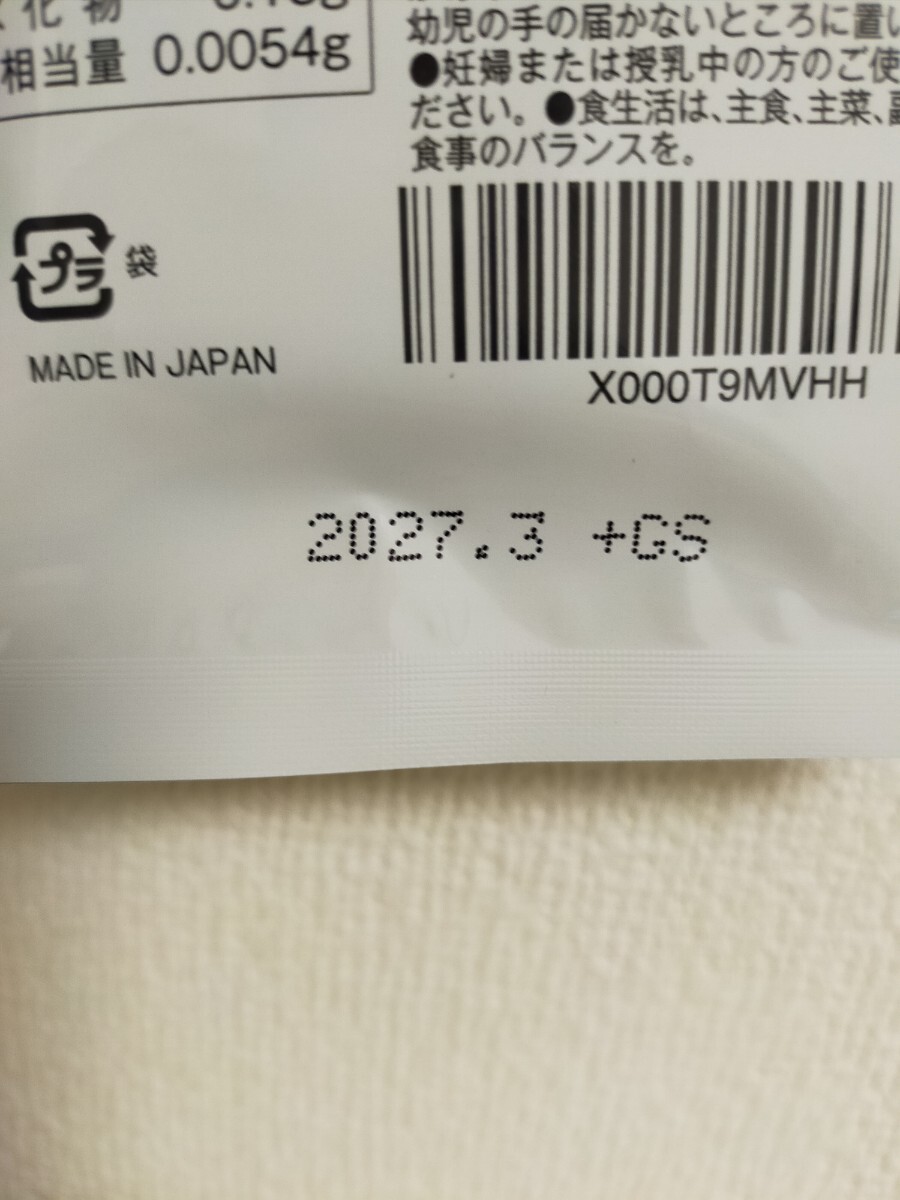 化物
相当量 0.0054g
幼児の手の届かないところに置い
●妊婦または授乳中の方のご使
ださい。●食生活は、主食、主菜、副
食事のバランスを。
プラ 袋
MADE IN JAPAN
X000T9MVHH
2027.3 +GS